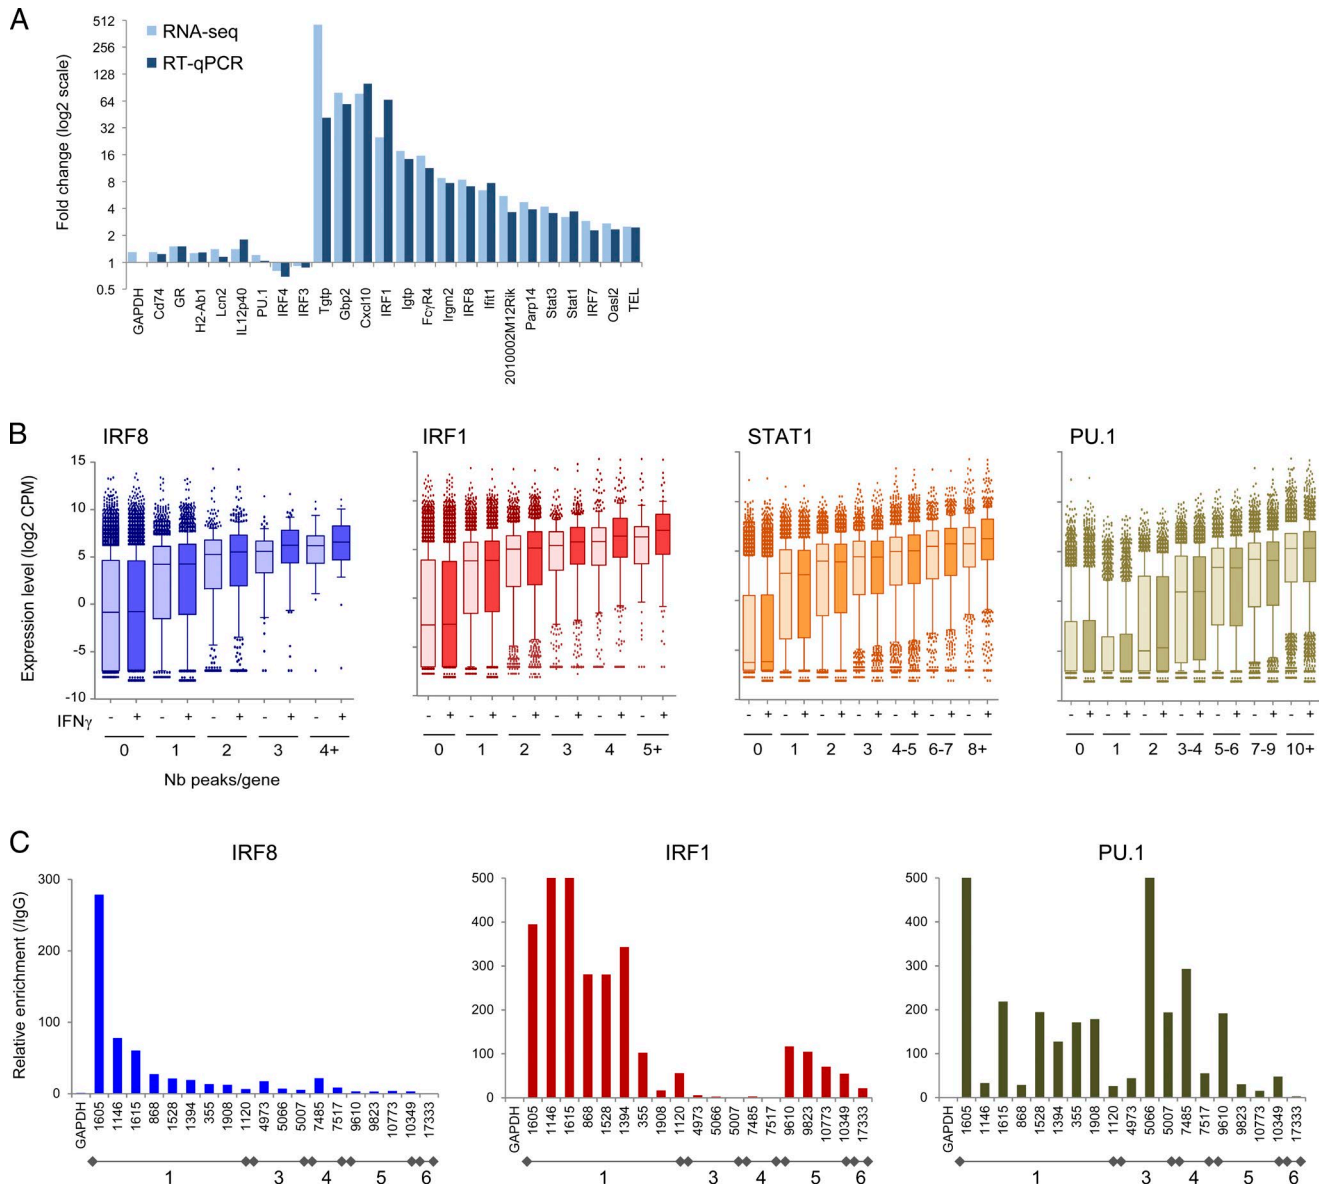 A
Fold change (log2 scale)
512
256
128
64
32
16
8
4
2
1
0.5
RNA-seq
RT-qPCR
GAPDH
Cd74
GR
H2-Ab1
Lcn2
IL12p40
PU.1
IRF4
IRF3
Tgtp
Gbp2
Cxcl10
IRF1
Igtp
FcγR4
Irgm2
IRF8
Ifit1
2010002M12Rik
Parp14
Stat3
Stat1
IRF7
Oasl2
TEL
B
IRF8
IRF1
STAT1
PU.1
Expression level (log2 CPM)
15
10
5
0
-5
-10
IFNγ - + - + - + - + - +
0 1 2 3 4+
Nb peaks/gene
- + - + - + - + - + - +
0 1 2 3 4 5+
- + - + - + - + - + - + - +
0 1 2 3 4-5 6-7 8+
- + - + - + - + - + - + - +
0 1 2 3-4 5-6 7-9 10+
C
IRF8
Relative enrichment (/IgG)
300
200
100
0
GAPDH
1605
1146
1615
868
1528
1394
355
1908
1120
4973
5066
5007
7485
7517
9610
9823
10773
10349
17333
1 3 4 5 6
IRF1
500
400
300
200
100
0
GAPDH
1605
1146
1615
868
1528
1394
355
1908
1120
4973
5066
5007
7485
7517
9610
9823
10773
10349
17333
1 3 4 5 6
PU.1
500
400
300
200
100
0
GAPDH
1605
1146
1615
868
1528
1394
355
1908
1120
4973
5066
5007
7485
7517
9610
9823
10773
10349
17333
1 3 4 5 6